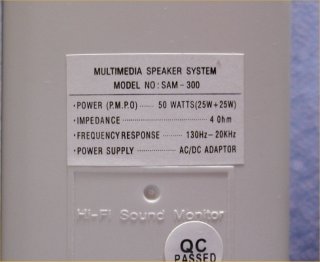 MULTIMEDIA SPEAKER SYSTEM
MODEL NO: SAM - 300
·POWER (P.M.P.O) ------- 50 WATTS(25W+25W)
·IMPEDANCE ------- 4 Ohm
·FREQUENCY RESPONSE ------- 130Hz- 20KHz
·POWER SUPPLY ------- AC/DC ADAPTOR
Hi-Fi Sound Monitor
QC
PASSED